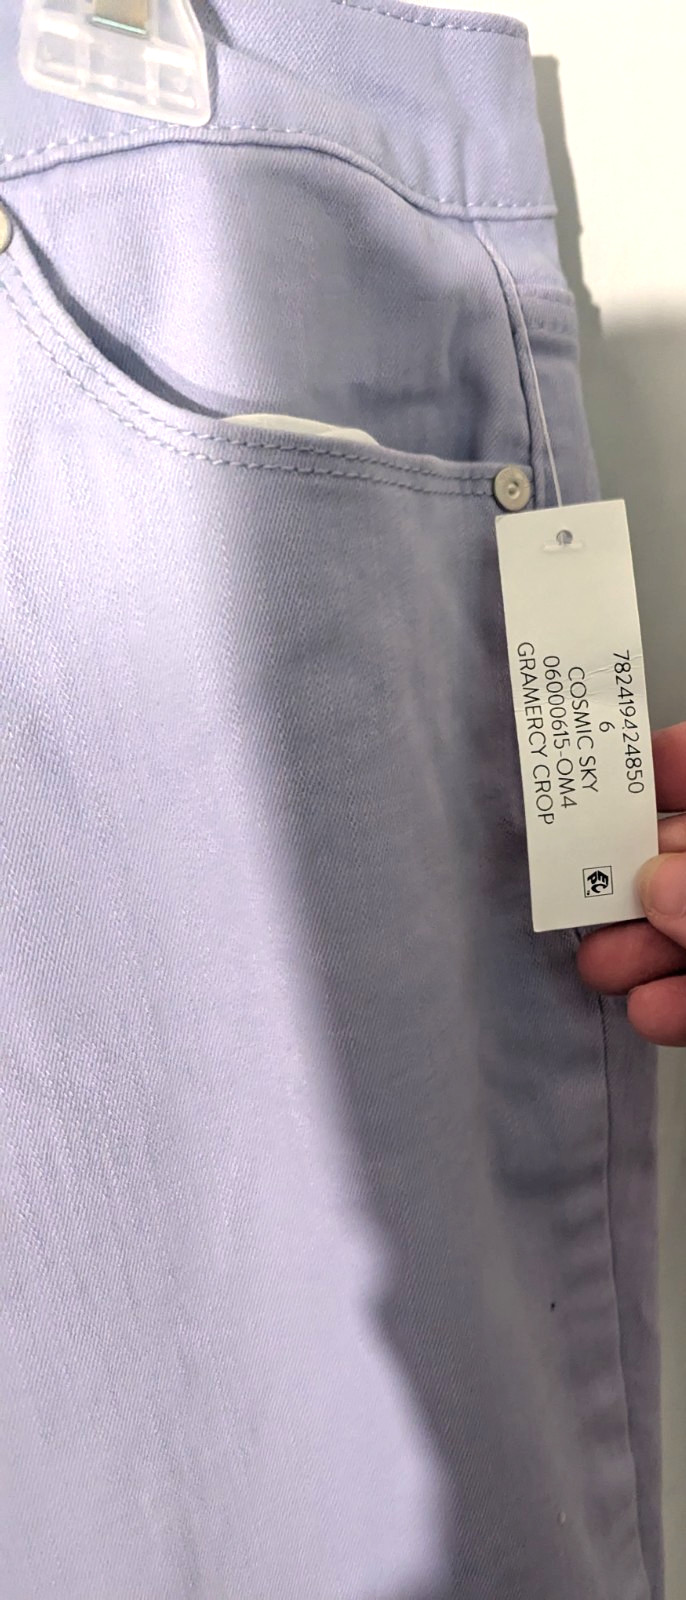 782419424850
6
COSMIC SKY
06000615-OM4
GRAMERCY CROP